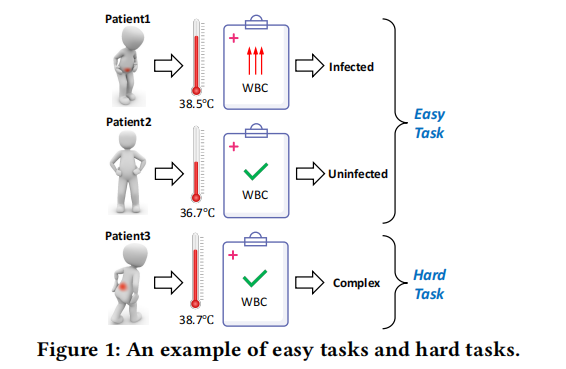 Patient1
WBC
38.5°C
Infected
Patient2
WBC
36.7°C
Uninfected
Easy
Task
Patient3
WBC
38.7°C
Complex
Hard
Task
Figure 1: An example of easy tasks and hard tasks.